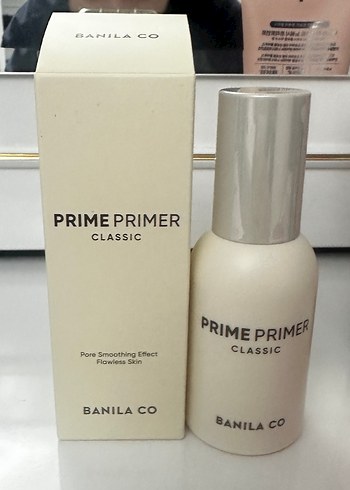 BANILA CO
PRIME PRIMER
CLASSIC
Pore Smoothing Effect
Flawless Skin
BANILA CO
PRIME PRIMER
CLASSIC
BANILA CO